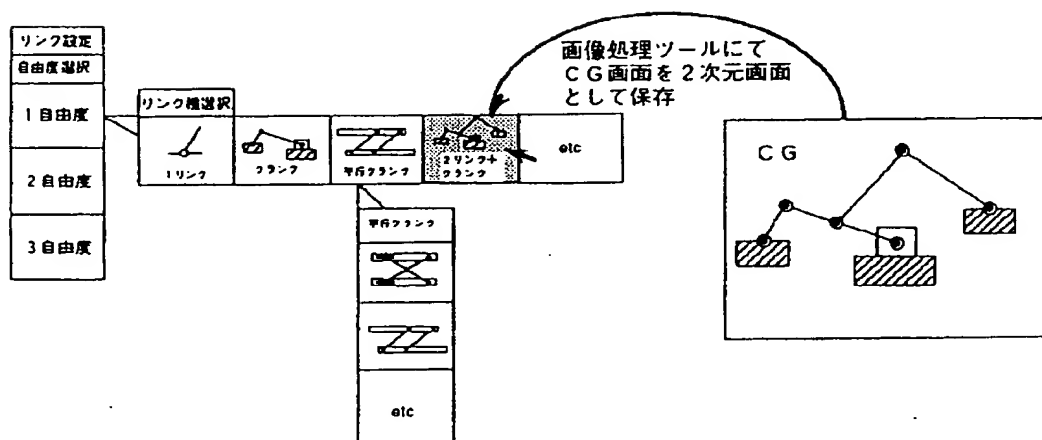 リンク設定
自由度選択
1自由度
2自由度
3自由度
リンク種選択
1リンク
クランク
平行クランク
2リンク+
クランク
etc
平行クランク
etc
画像処理ツールにて
CG画面を2次元画面
として保存
CG